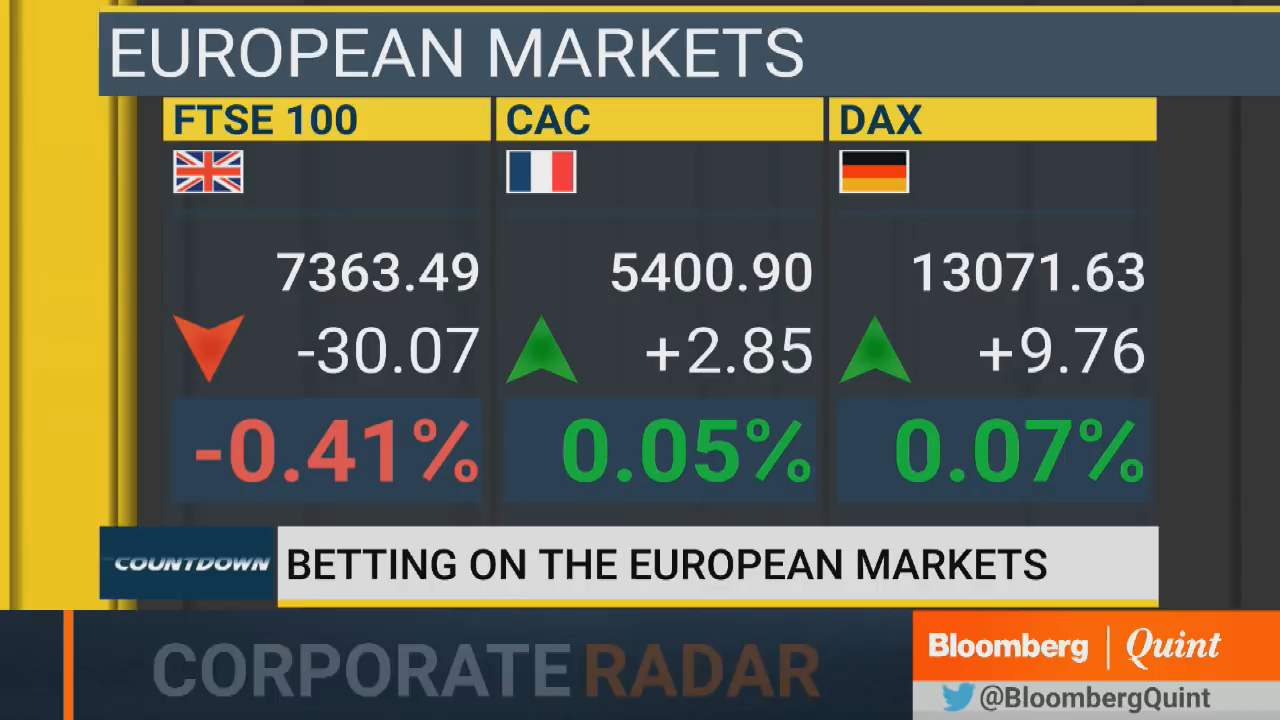 EUROPEAN MARKETS
FTSE 100 CAC DAX
7363.49 5400.90 13071.63
-30.07 +2.85 +9.76
-0.41% 0.05% 0.07%
COUNTDOWN BETTING ON THE EUROPEAN MARKETS
CORPORATE RADAR
Bloomberg | Quint
@BloombergQuint